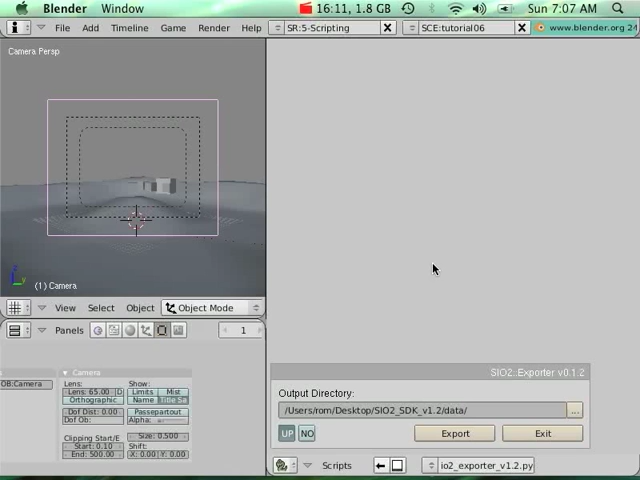 Blender Window 16:11, 1.8 GB Sun 7:07 AM
File Add Timeline Game Render Help SR:5-Scripting SCE:tutorial06 www.blender.org 24
Camera Persp
(1) Camera
View Select Object Object Mode
Panels 1
Camera
OB:Camera
Lens: Show:
Lens: 65.00 Limits Mist
Orthographic Name Title Sa
Dof Dist: 0.00 Passepartout
Dof Ob: Alpha:
Clipping Start/E Size: 0.500
Start: 0.10 Shift:
End: 500.00 X: 0.00 Y: 0.00
SIO2::Exporter v0.1.2
Output Directory:
/Users/rom/Desktop/SIO2_SDK_v1.2/data/ ...
UP NO Export Exit
Scripts io2_exporter_v1.2.py